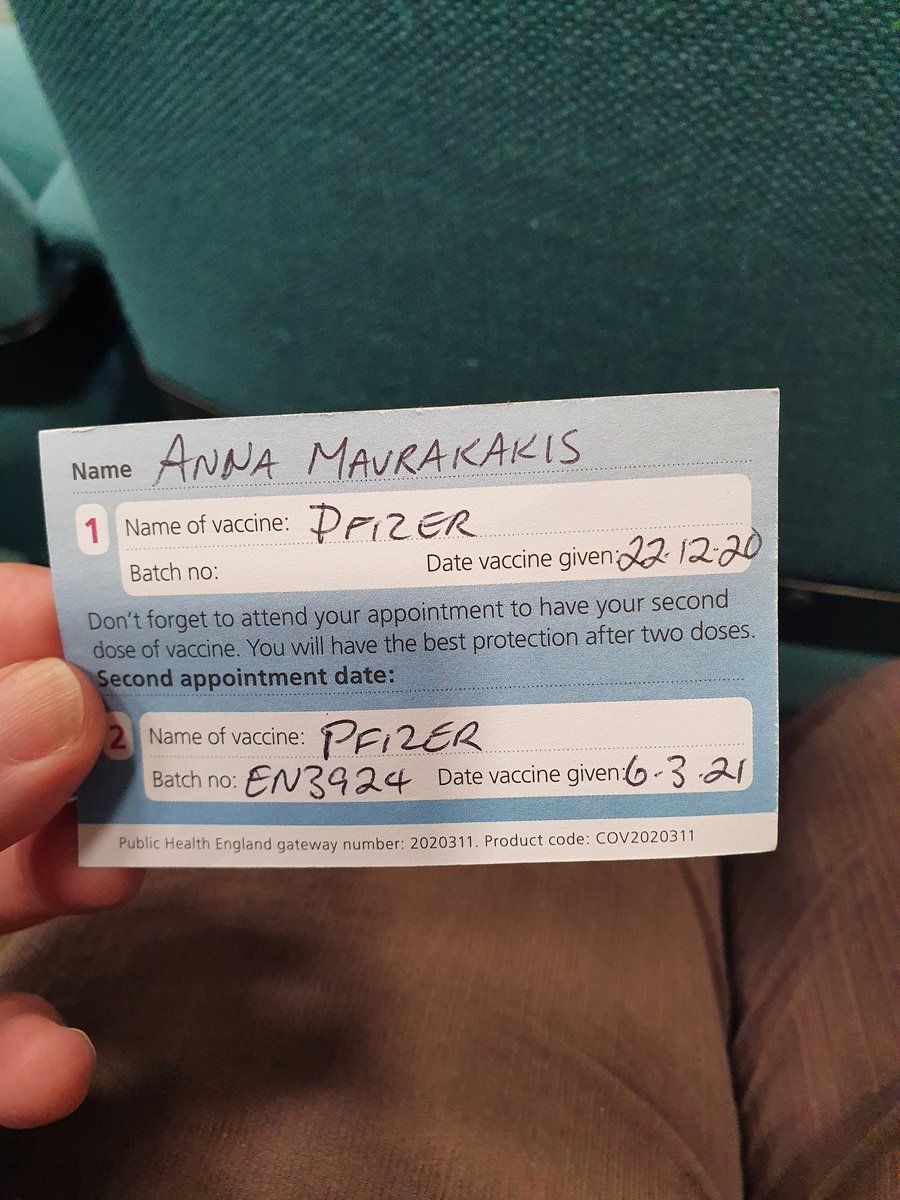 Name ANNA MAVRAKAKIS
1 Name of vaccine: PFIZER
Batch no: Date vaccine given: 22.12.20
Don't forget to attend your appointment to have your second
dose of vaccine. You will have the best protection after two doses.
Second appointment date:
2 Name of vaccine: PFIZER
Batch no: EN3924 Date vaccine given: 6.3.21
Public Health England gateway number: 2020311. Product code: COV2020311